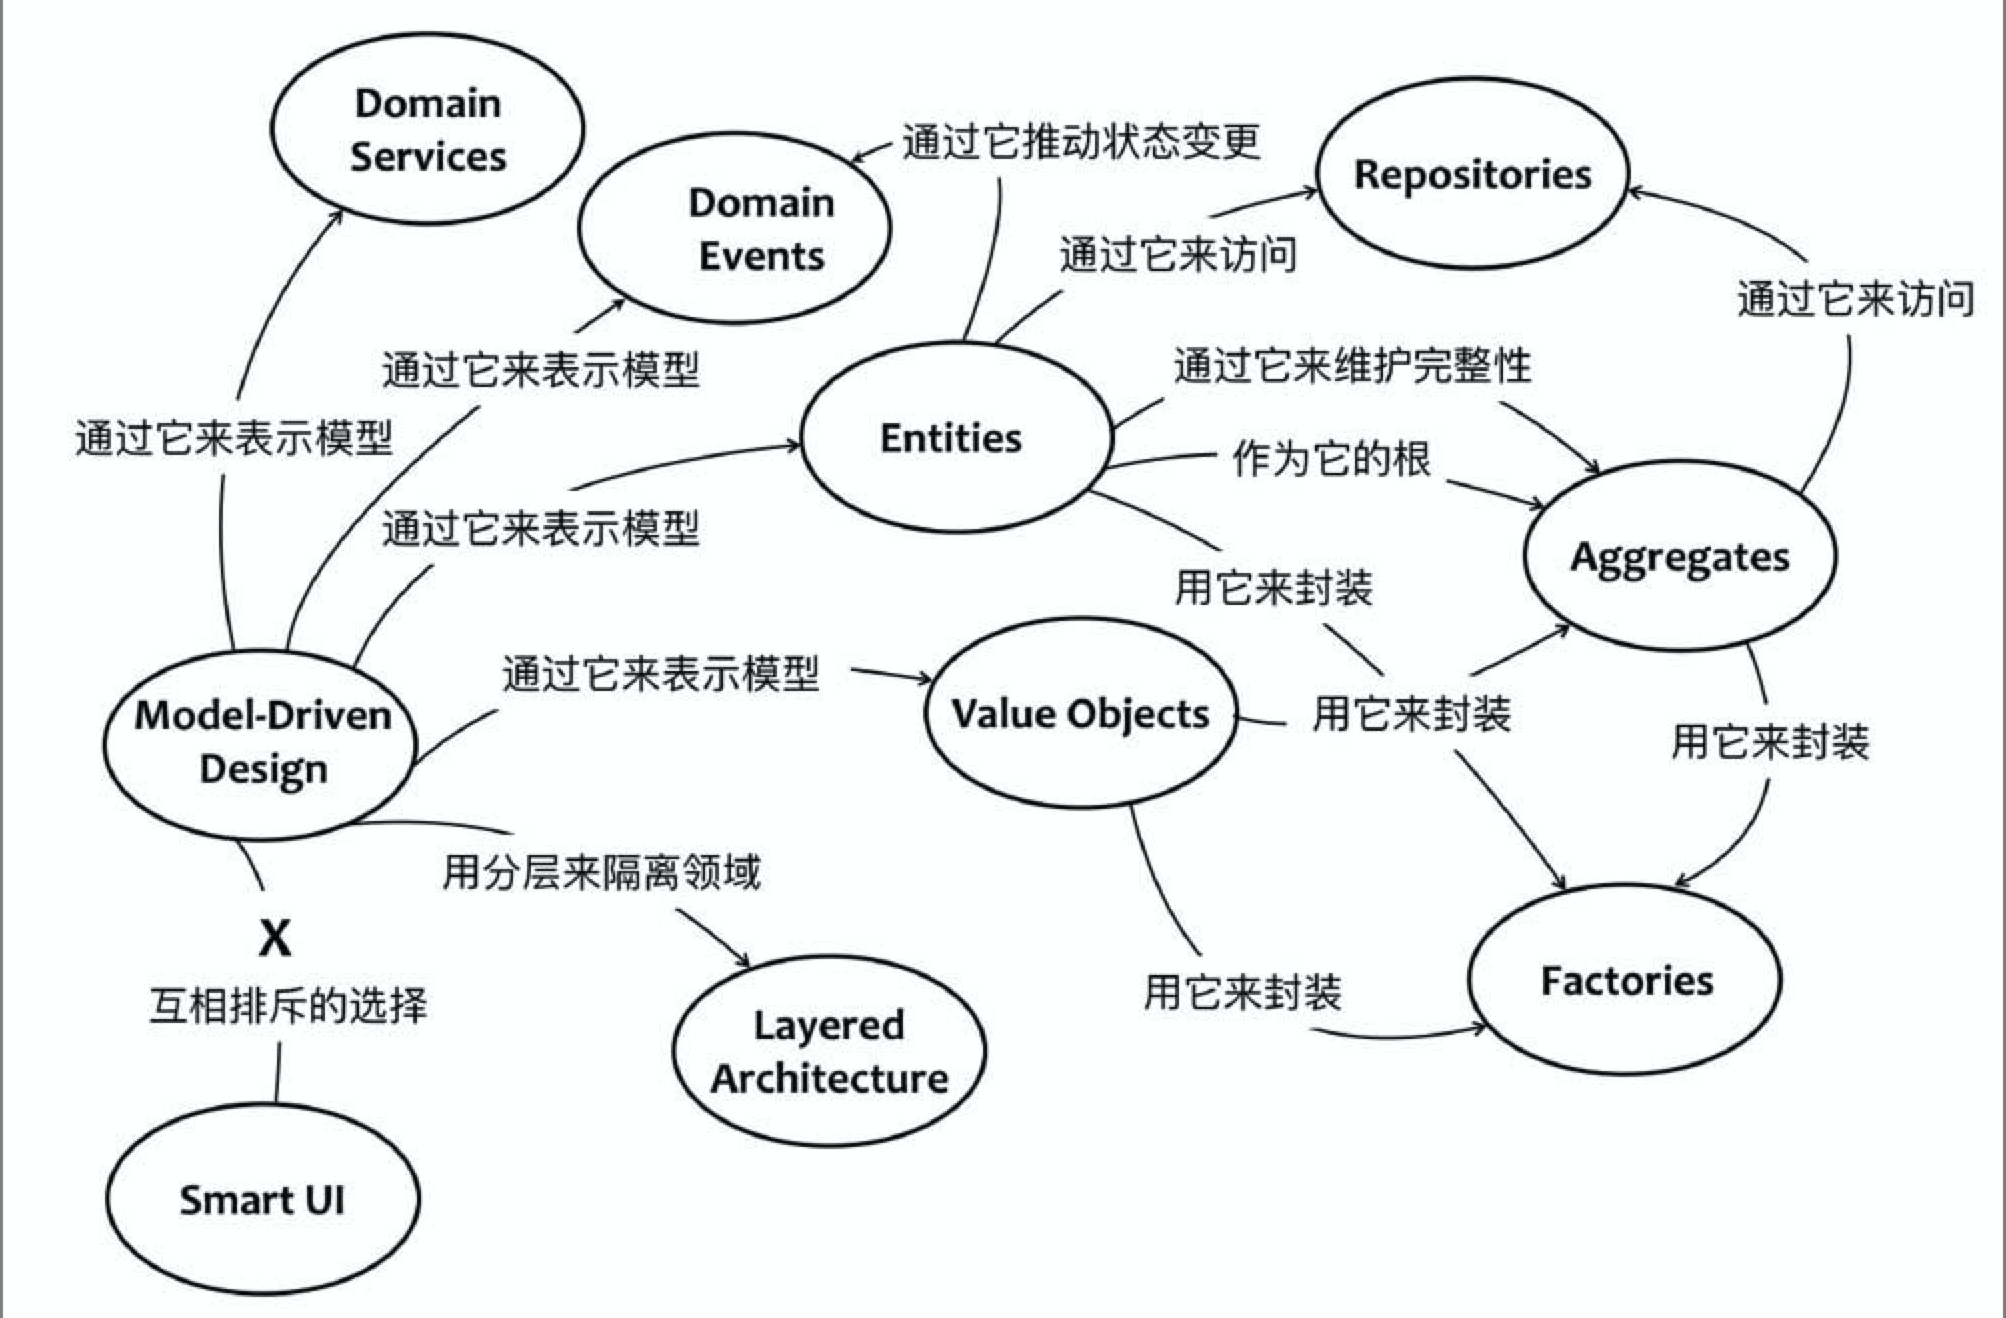 Domain
Services
Domain
Events
通过它推动状态变更
Repositories
通过它来访问
通过它来访问
通过它来表示模型
通过它来维护完整性
通过它来表示模型
Entities
作为它的根
通过它来表示模型
Aggregates
用它来封装
通过它来表示模型
Model-Driven
Design
Value Objects
用它来封装
用它来封装
用分层来隔离领域
X
互相排斥的选择
用它来封装
Factories
Layered
Architecture
Smart UI